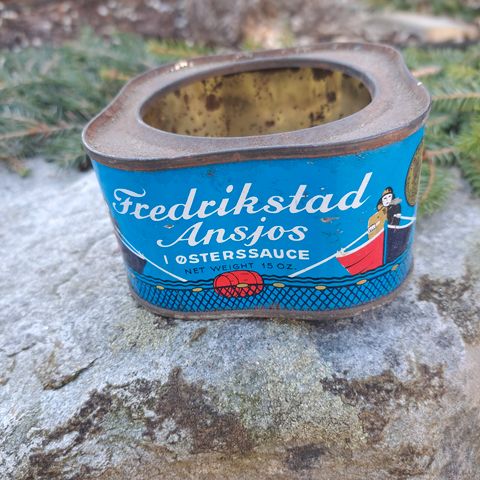 Fredrikstad
Ansjos
I ØSTERSSAUCE
NET WEIGHT 15 OZ.